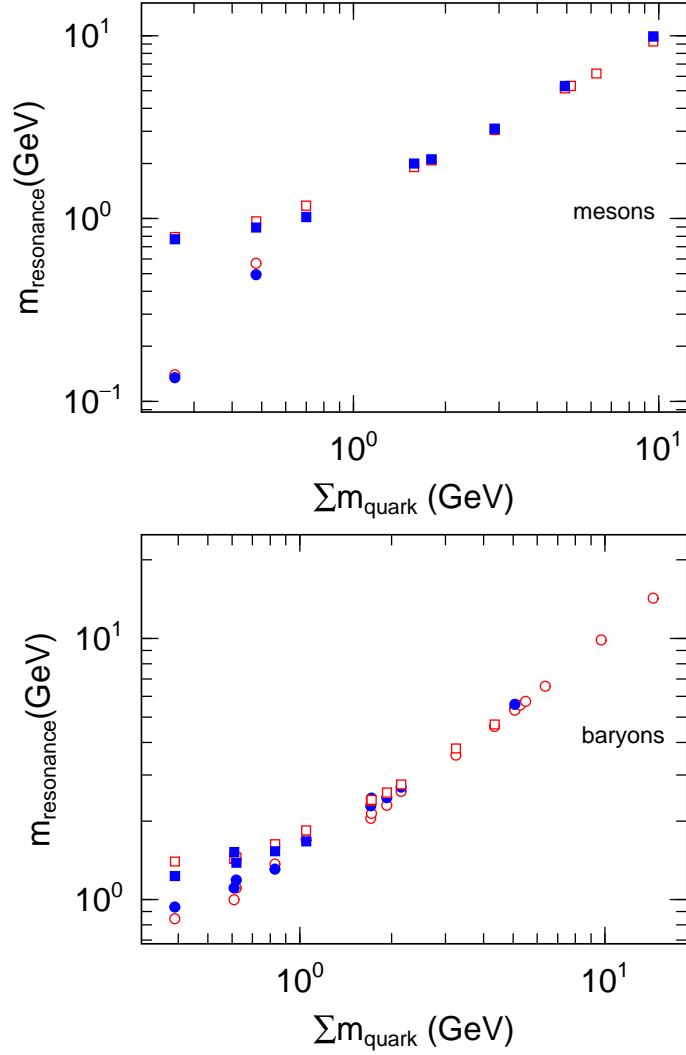 10¹
m_resonance(GeV)
10⁰
mesons
10⁻¹
10⁰ 10¹
∑m_quark (GeV)
10¹
m_resonance(GeV)
baryons
10⁰
10⁰ 10¹
∑m_quark (GeV)